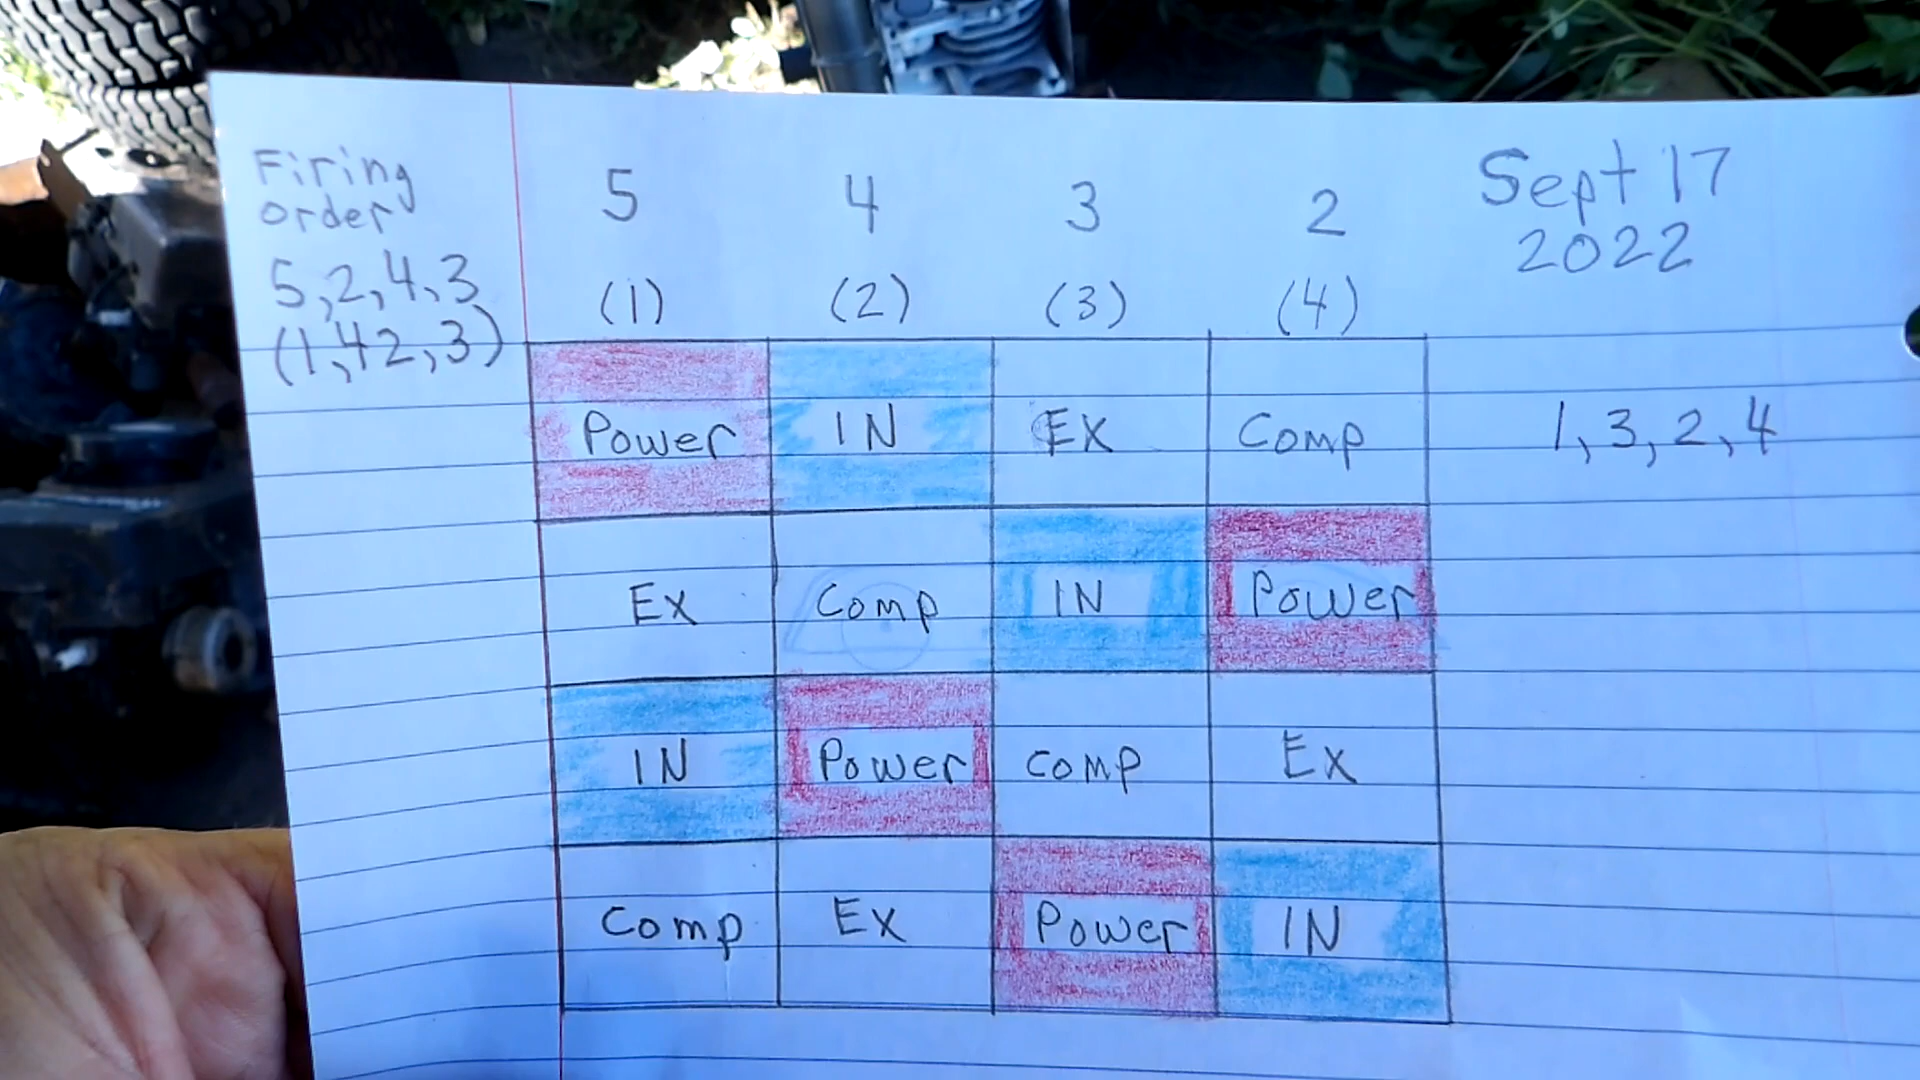 Firing
order
5,2,4,3
(1,42,3)
5 4 3 2
(1) (2) (3) (4)
Sept 17
2022
Power IN EX Comp
1,3,2,4
Ex Comp IN Power
IN Power comp Ex
Comp Ex Power IN